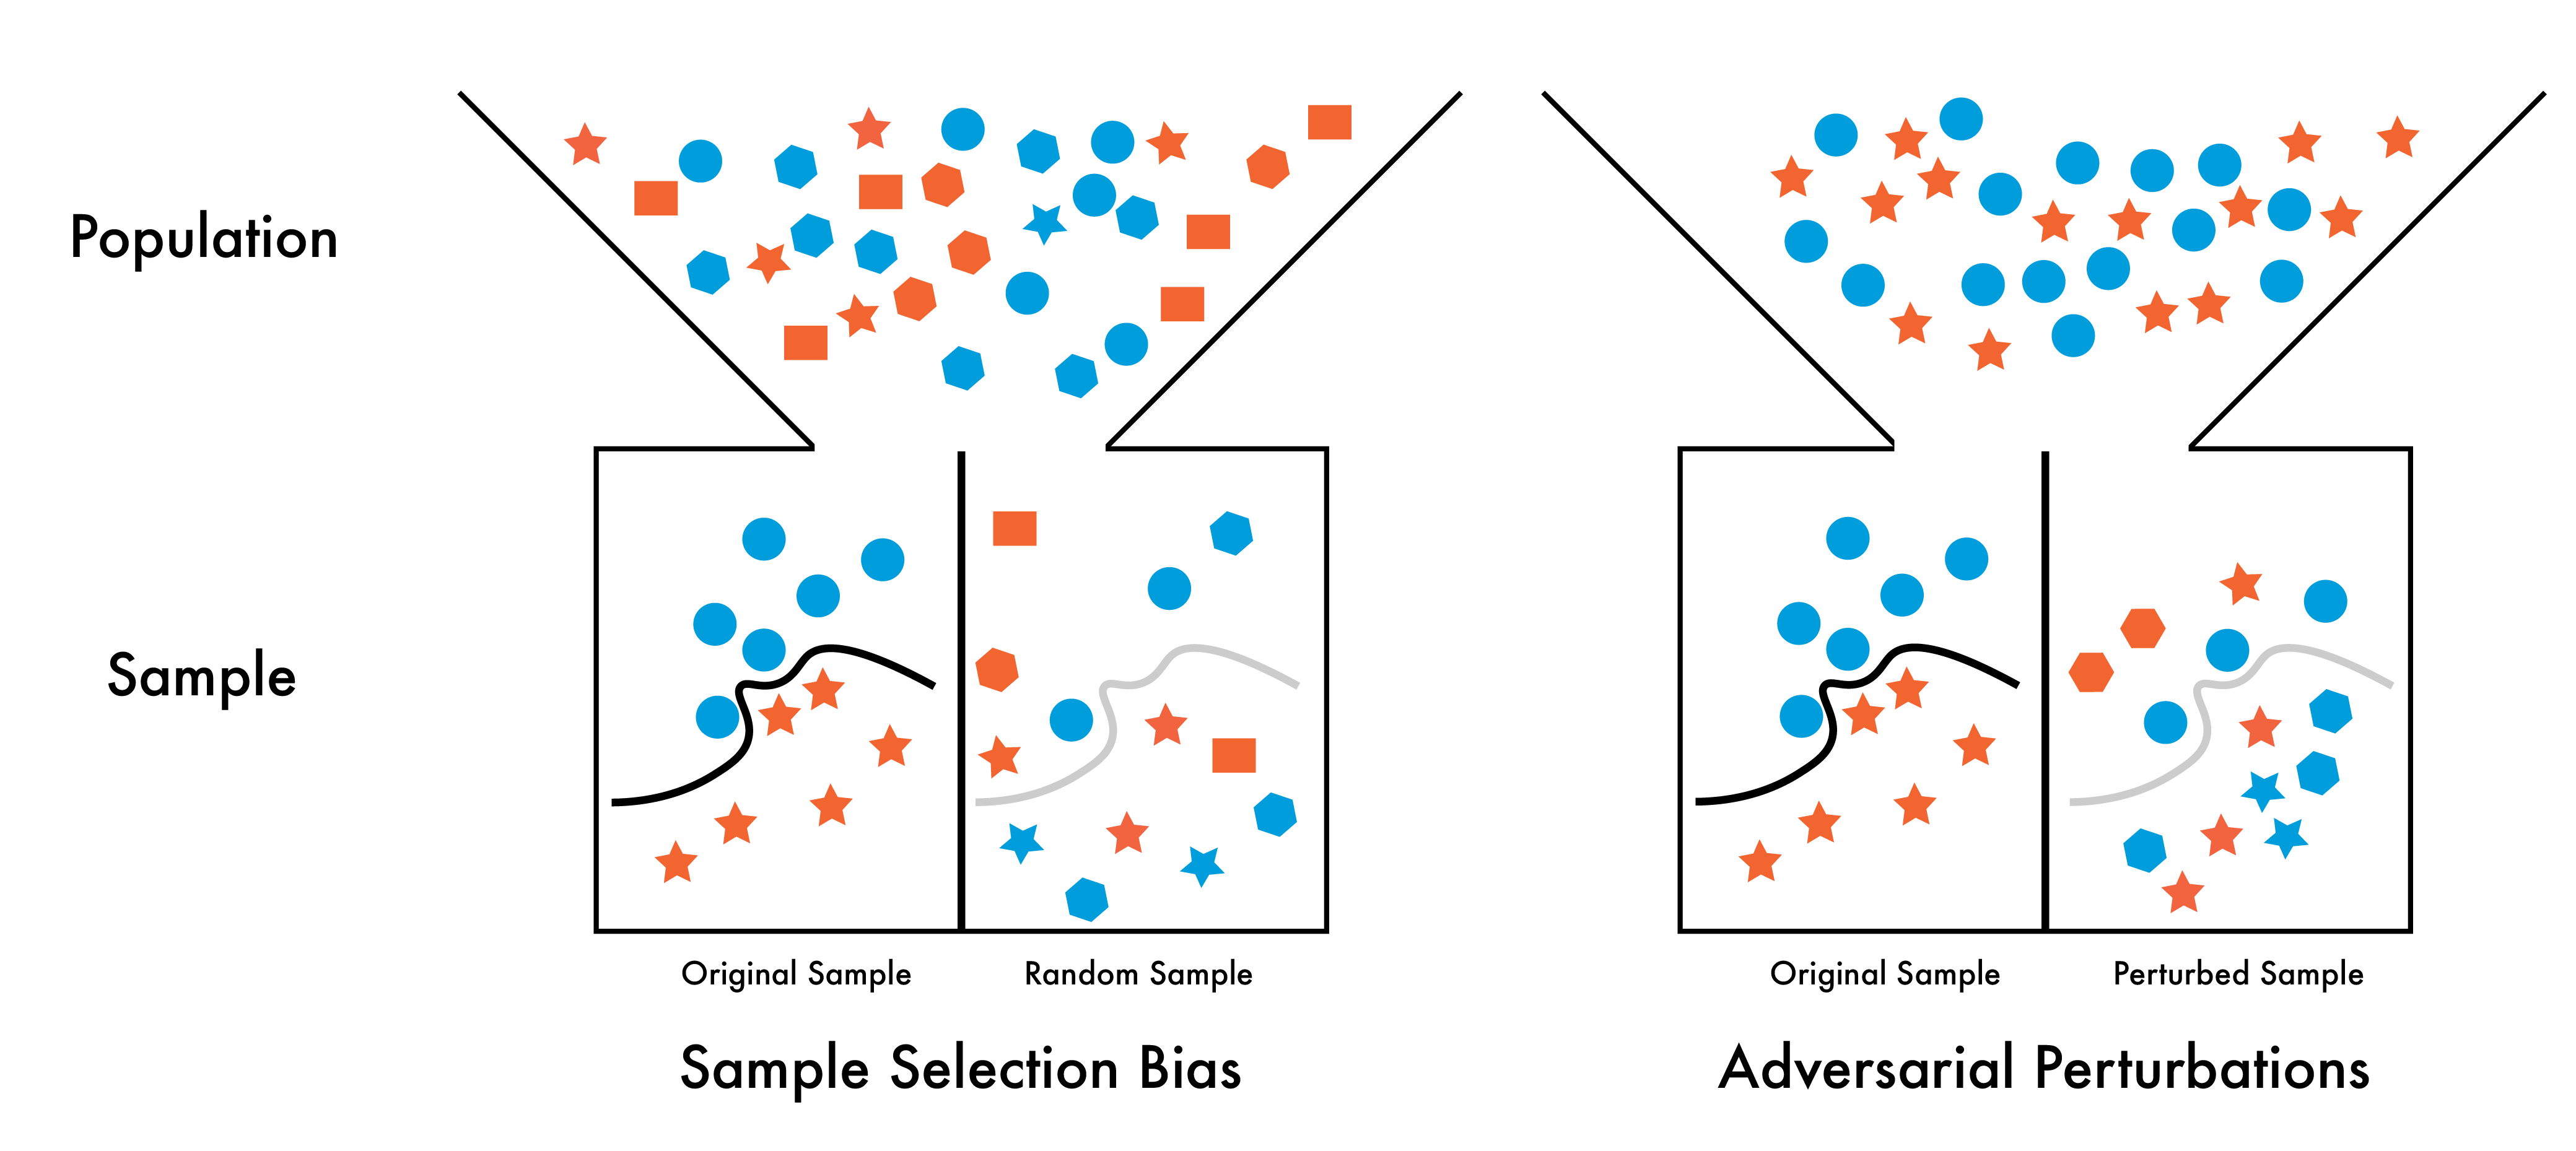 Population
Sample
Original Sample
Random Sample
Original Sample
Perturbed Sample
Sample Selection Bias
Adversarial Perturbations